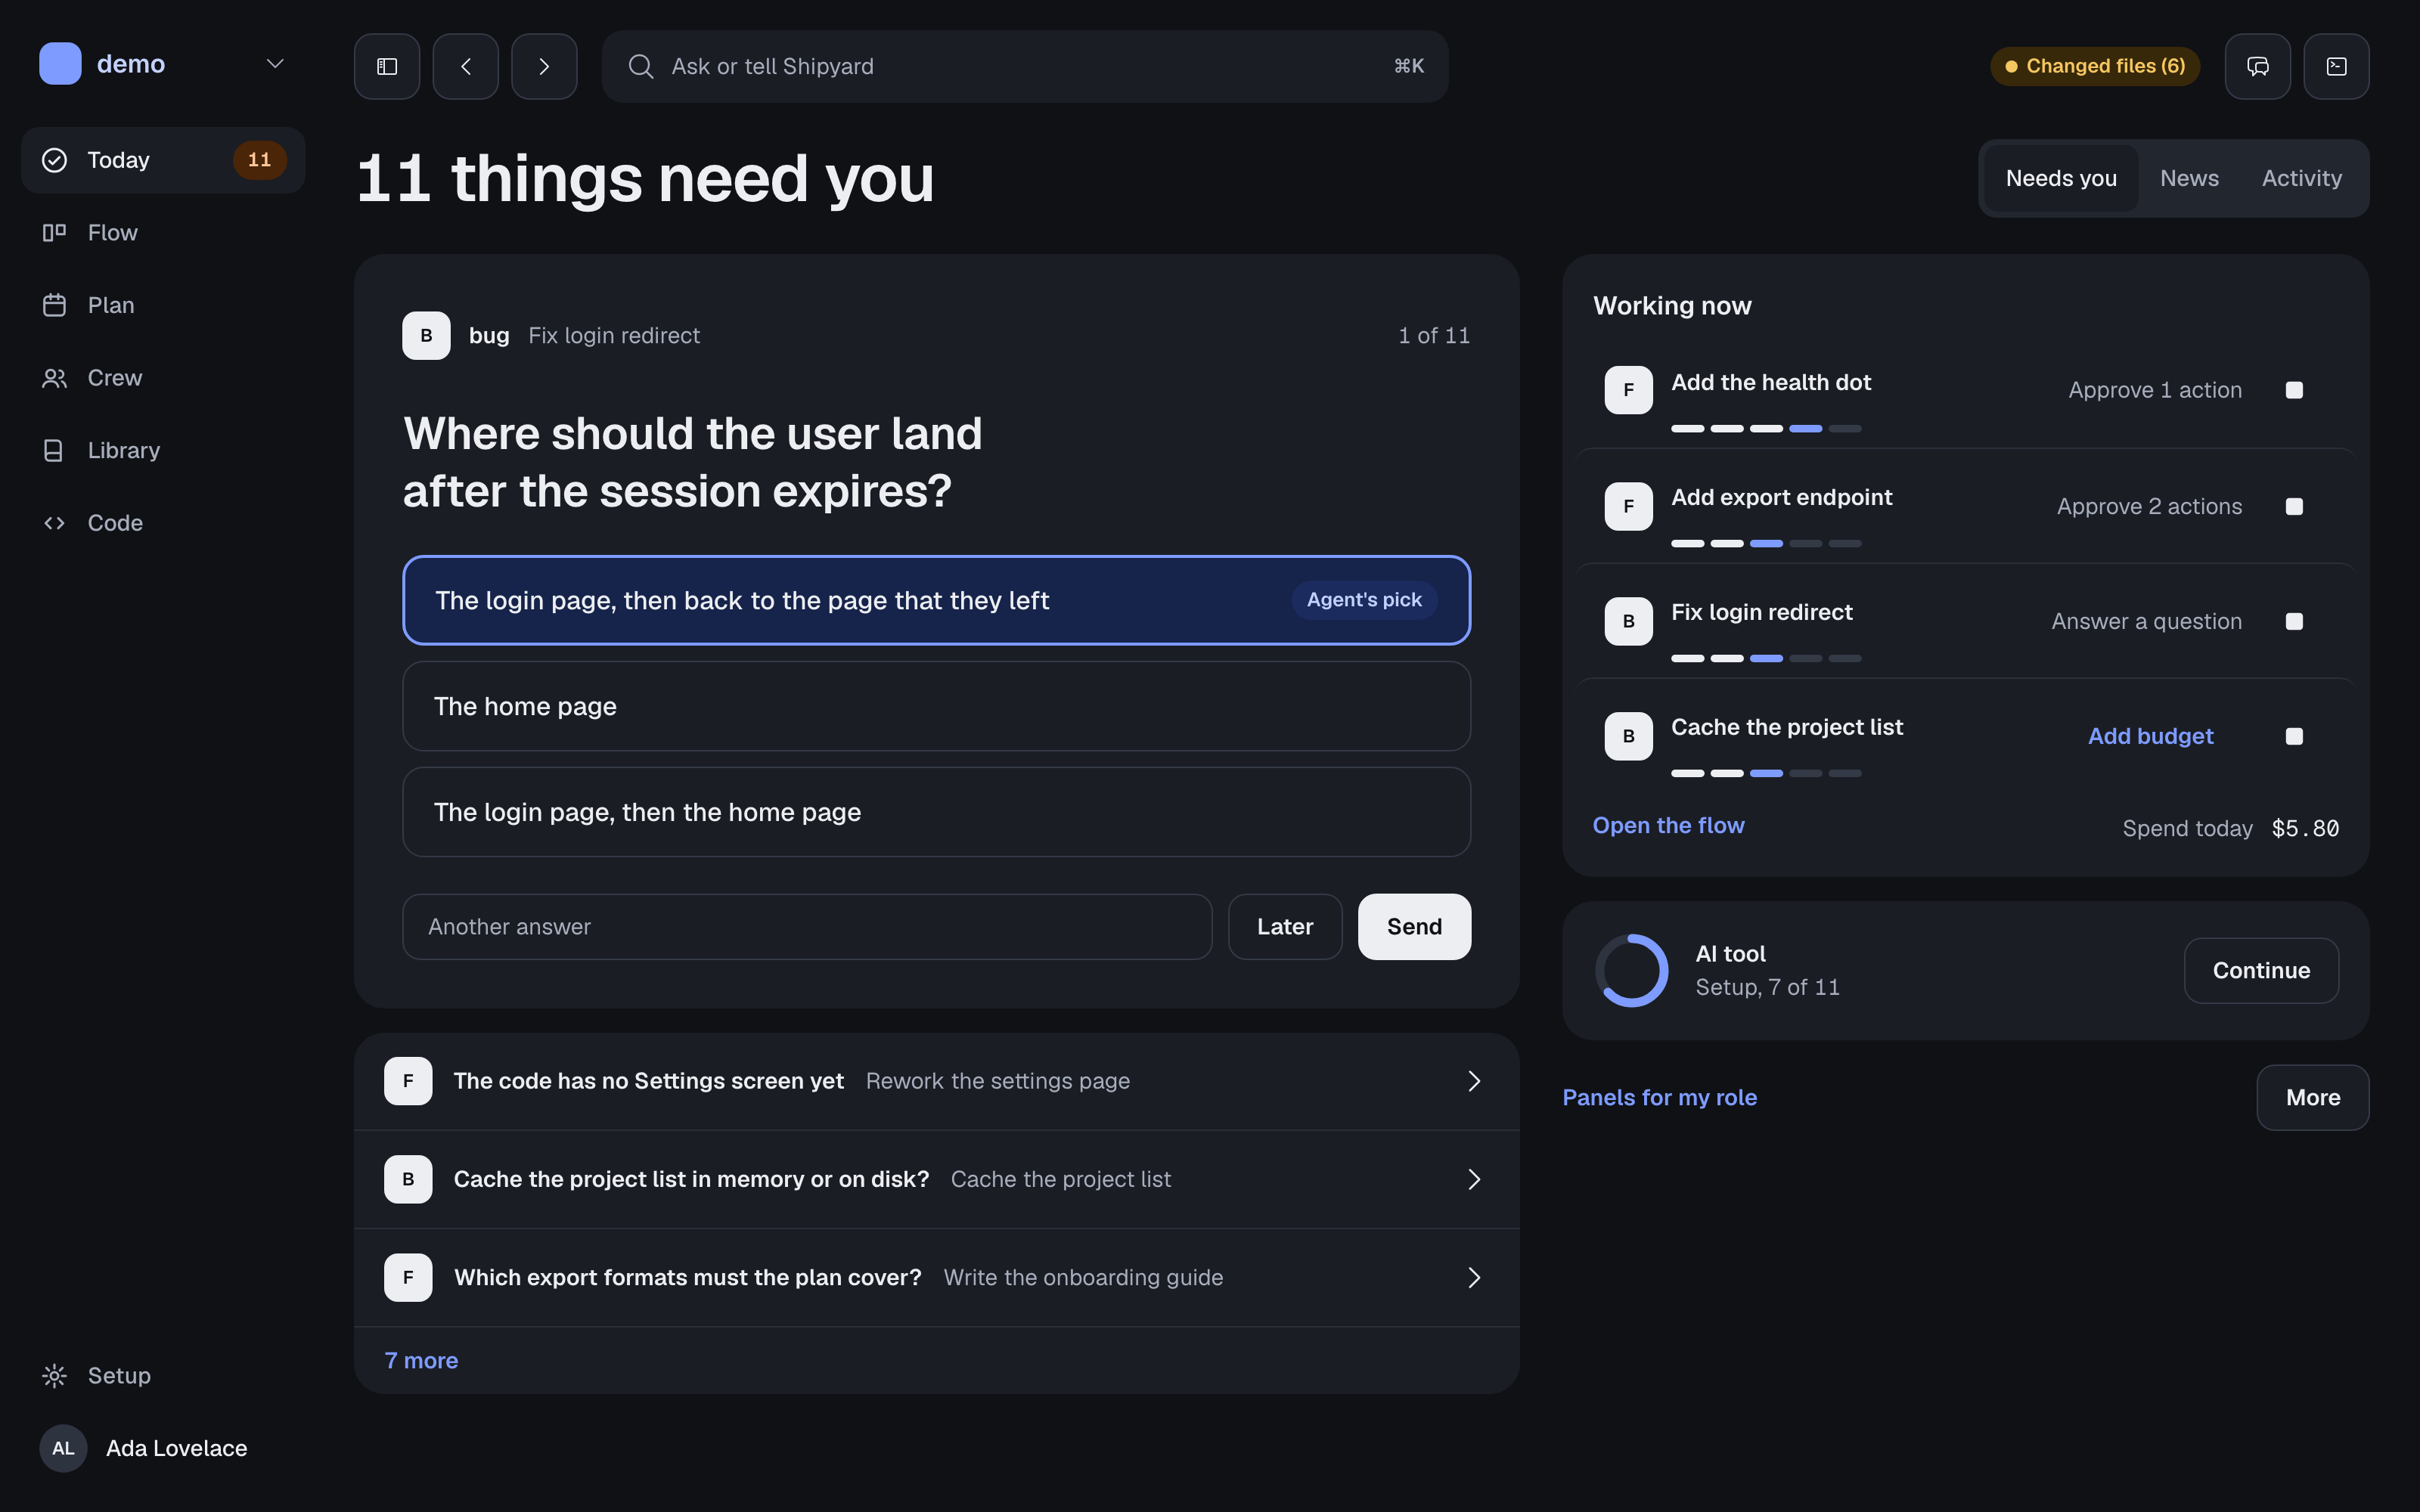 demo
Today 11
Flow
Plan
Crew
Library
Code
Setup
AL Ada Lovelace
Ask or tell Shipyard ⌘K
Changed files (6)
11 things need you
Needs you News Activity
B bug Fix login redirect 1 of 11
Where should the user land
after the session expires?
The login page, then back to the page that they left Agent's pick
The home page
The login page, then the home page
Another answer Later Send
F The code has no Settings screen yet Rework the settings page
B Cache the project list in memory or on disk? Cache the project list
F Which export formats must the plan cover? Write the onboarding guide
7 more
Working now
F Add the health dot Approve 1 action
F Add export endpoint Approve 2 actions
B Fix login redirect Answer a question
B Cache the project list Add budget
Open the flow Spend today $5.80
AI tool
Setup, 7 of 11
Continue
Panels for my role More